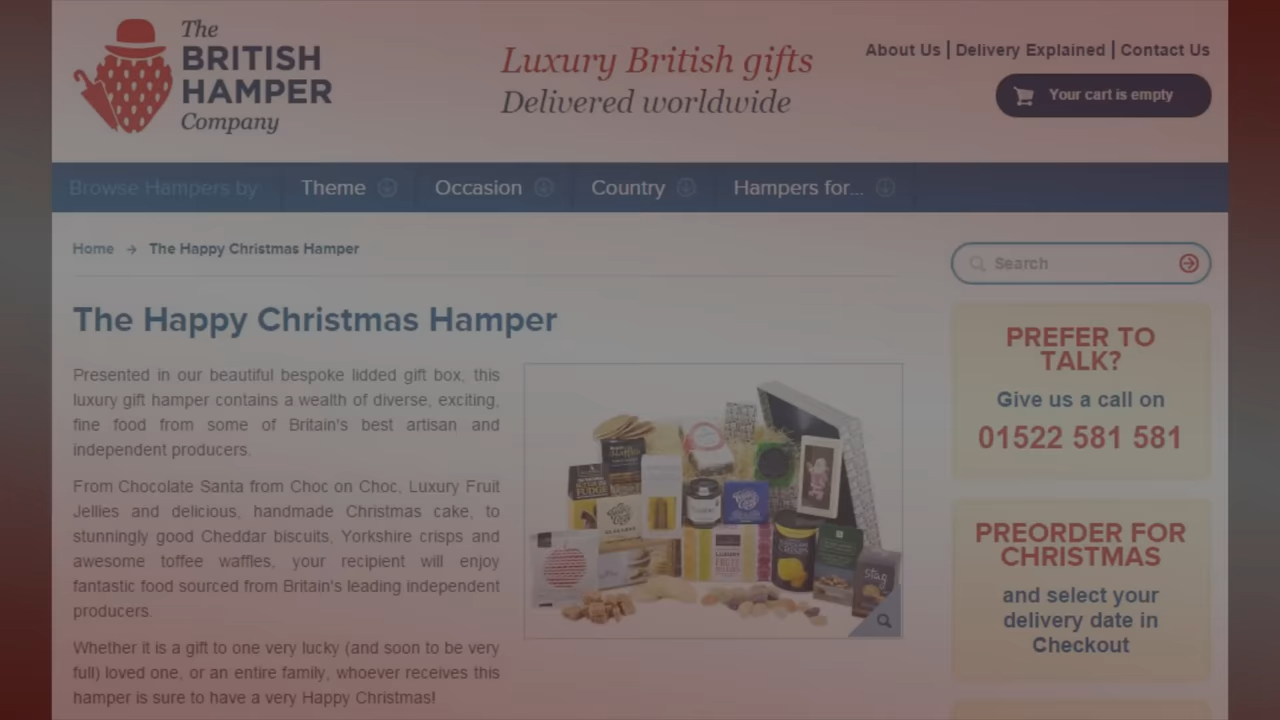 The
BRITISH
HAMPER
Company
Luxury British gifts
Delivered worldwide
About Us | Delivery Explained | Contact Us
Your cart is empty
Browse Hampers by
Theme
Occasion
Country
Hampers for...
Home → The Happy Christmas Hamper
Search
The Happy Christmas Hamper
Presented in our beautiful bespoke lidded gift box, this
luxury gift hamper contains a wealth of diverse, exciting,
fine food from some of Britain's best artisan and
independent producers.
From Chocolate Santa from Choc on Choc, Luxury Fruit
Jellies and delicious, handmade Christmas cake, to
stunningly good Cheddar biscuits, Yorkshire crisps and
awesome toffee waffles, your recipient will enjoy
fantastic food sourced from Britain's leading independent
producers.
Whether it is a gift to one very lucky (and soon to be very
full) loved one, or an entire family, whoever receives this
hamper is sure to have a very Happy Christmas!
FUDGE
LUXURY
FRUIT
stag
PREFER TO
TALK?
Give us a call on
01522 581 581
PREORDER FOR
CHRISTMAS
and select your
delivery date in
Checkout